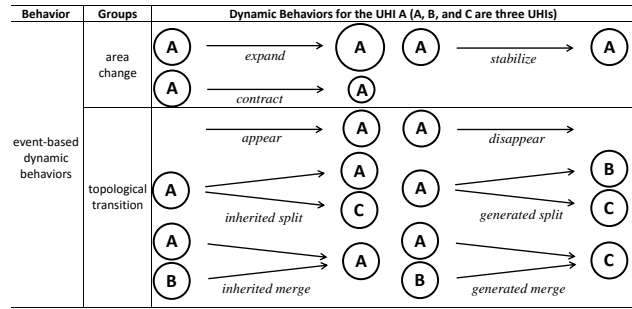 Behavior Groups Dynamic Behaviors for the UHI A (A, B, and C are three UHIs)
event-based dynamic behaviors
area change
A expand A A stabilize A
A contract A
topological transition
appear A A disappear
A inherited split A C A generated split B C
A B inherited merge A A B generated merge C